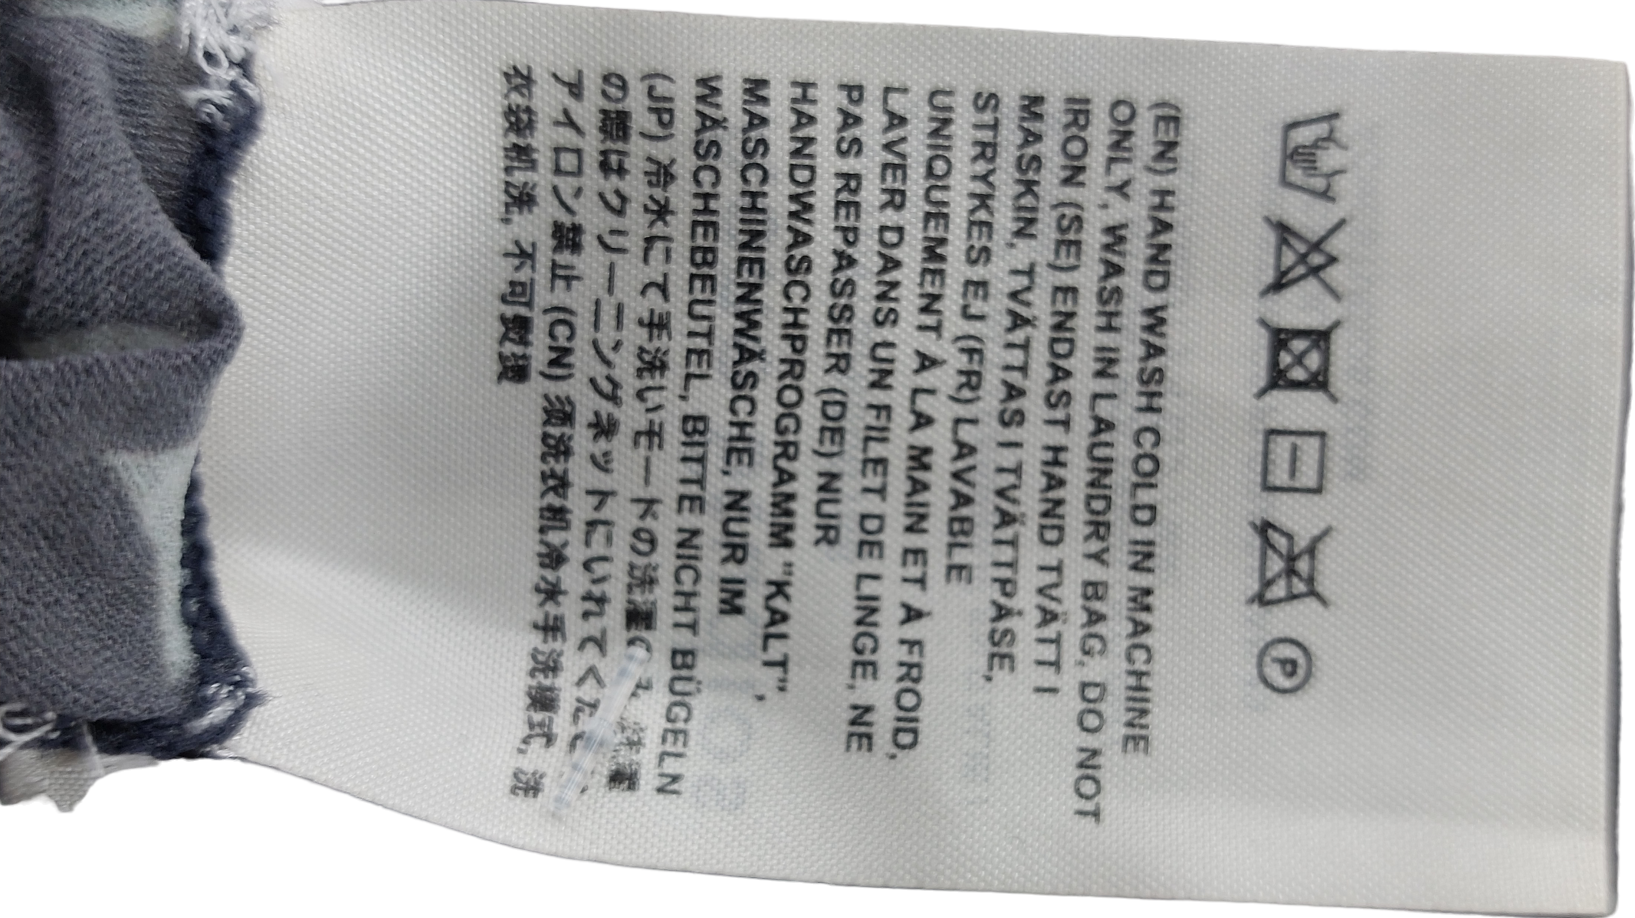 P
(EN) HAND WASH COLD IN MACHINE
ONLY, WASH IN LAUNDRY BAG, DO NOT
IRON (SE) ENDAST HAND TVÄTT I
MASKIN, TVÄTTAS I TVÄTTPÅSE,
STRYKES EJ (FR) LAVABLE
UNIQUEMENT À LA MAIN ET À FROID,
LAVER DANS UN FILET DE LINGE, NE
PAS REPASSER (DE) NUR
HANDWASCHPROGRAMM "KALT",
MASCHINENWÄSCHE, NUR IM
WÄSCHEBEUTEL, BITTE NICHT BÜGELN
(JP) 冷水にて手洗いモードの洗濯
の際はクリーニングネットにいれてくだ
アイロン禁止 (CN) 须洗衣机冷水手洗模式, 洗
衣袋机洗, 不可熨烫